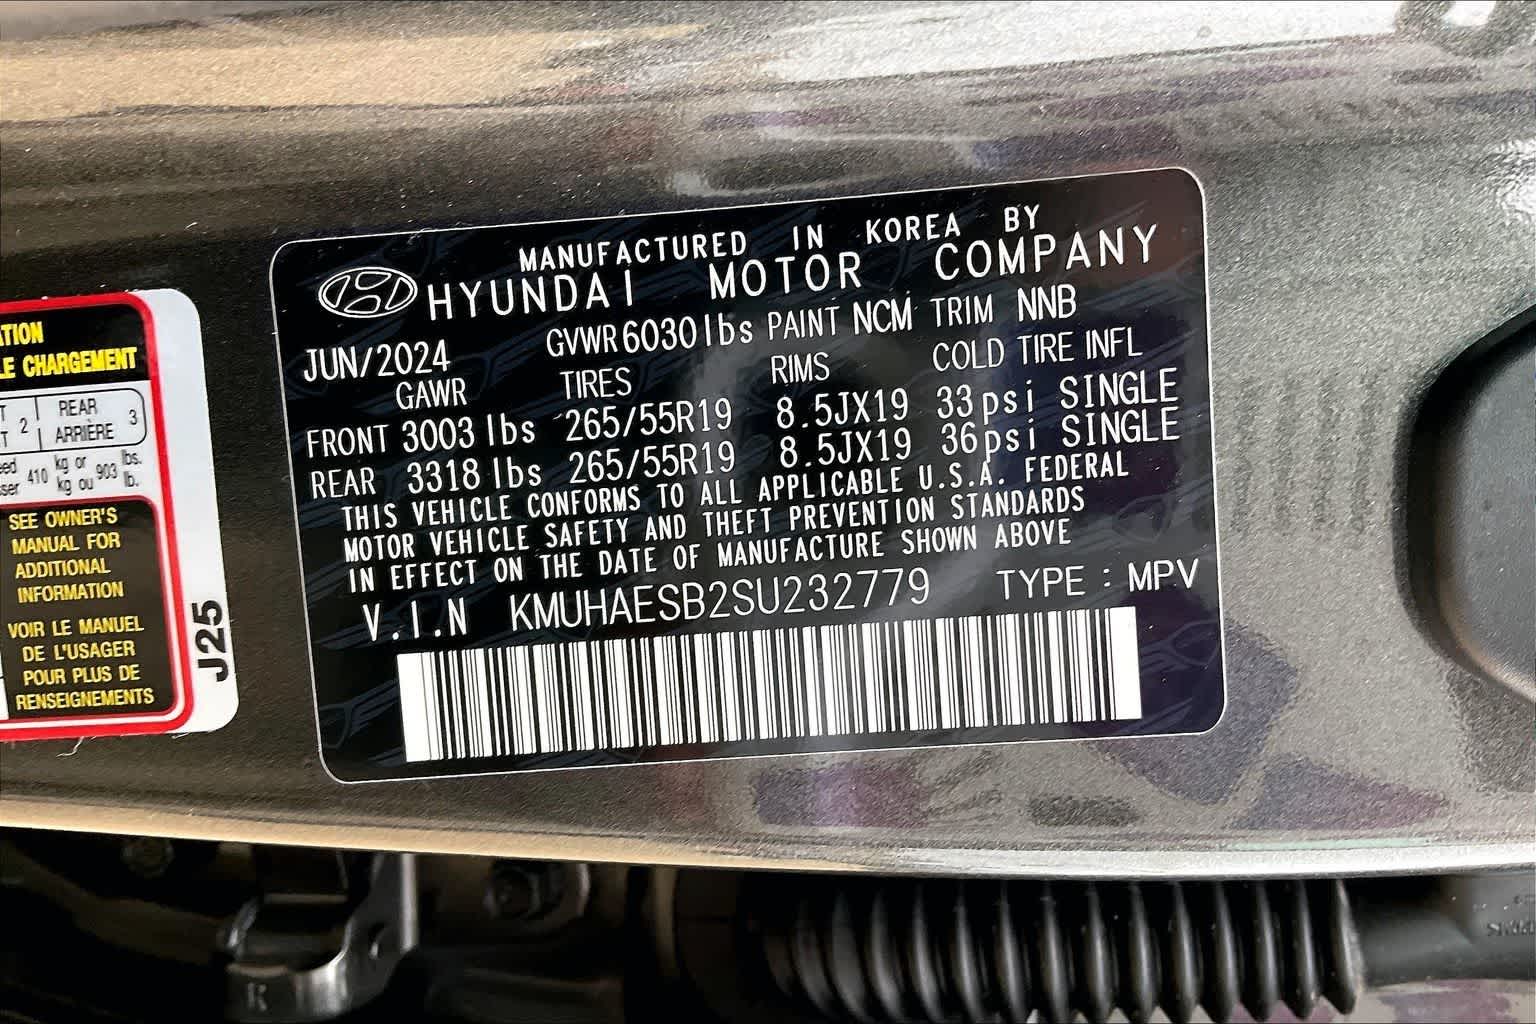 MANUFACTURED IN KOREA BY
HYUNDAI MOTOR COMPANY
JUN/2024 GVWR 6030 lbs PAINT NCM TRIM NNB
GAWR TIRES RIMS COLD TIRE INFL
FRONT 3003 lbs 265/55R19 8.5JX19 33psi SINGLE
REAR 3318 lbs 265/55R19 8.5JX19 36psi SINGLE
THIS VEHICLE CONFORMS TO ALL APPLICABLE U.S.A. FEDERAL
MOTOR VEHICLE SAFETY AND THEFT PREVENTION STANDARDS
IN EFFECT ON THE DATE OF MANUFACTURE SHOWN ABOVE
V.I.N KMUHAESB2SU232779 TYPE : MPV
CHARGEMENT
2 REAR 3
ARRIÈRE
410 kg or 903 lbs.
kg ou lb.
SEE OWNER'S
MANUAL FOR
ADDITIONAL
INFORMATION
VOIR LE MANUEL
DE L'USAGER
POUR PLUS DE
RENSEIGNEMENTS
J25
K